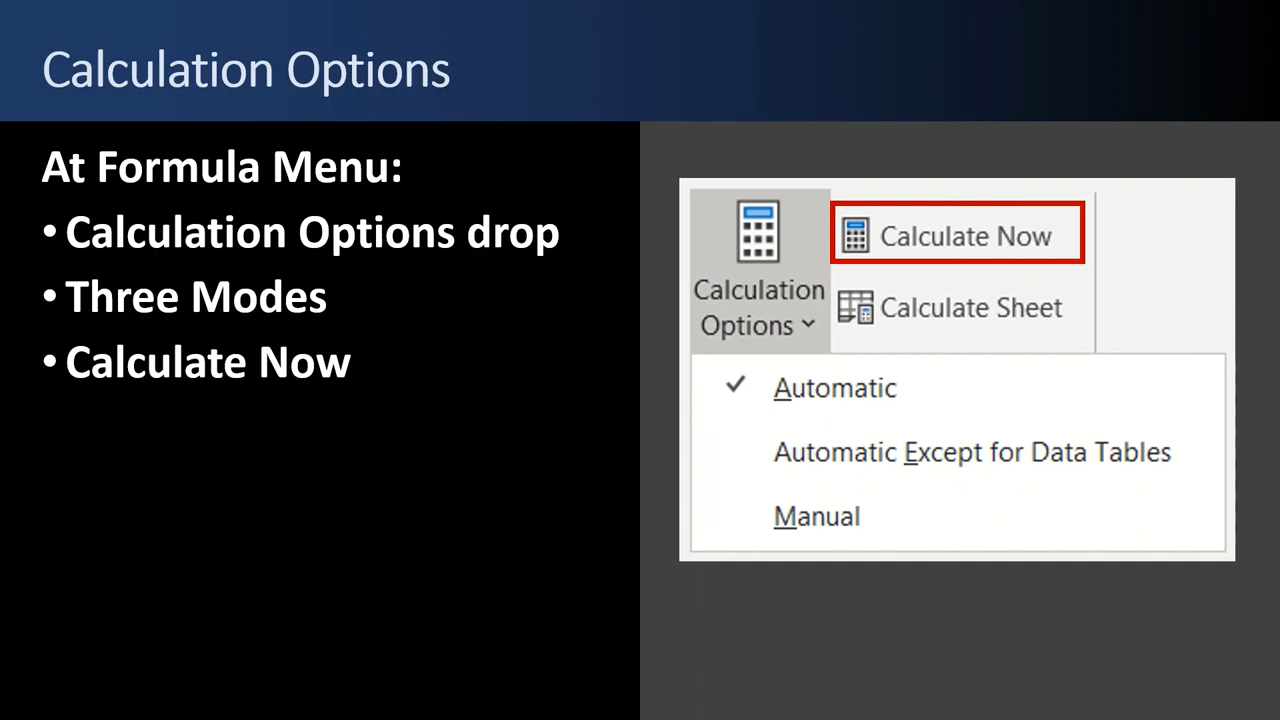 Calculation Options
At Formula Menu:
• Calculation Options drop
• Three Modes
• Calculate Now
Calculation
Options
Calculate Now
Calculate Sheet
Automatic
Automatic Except for Data Tables
Manual